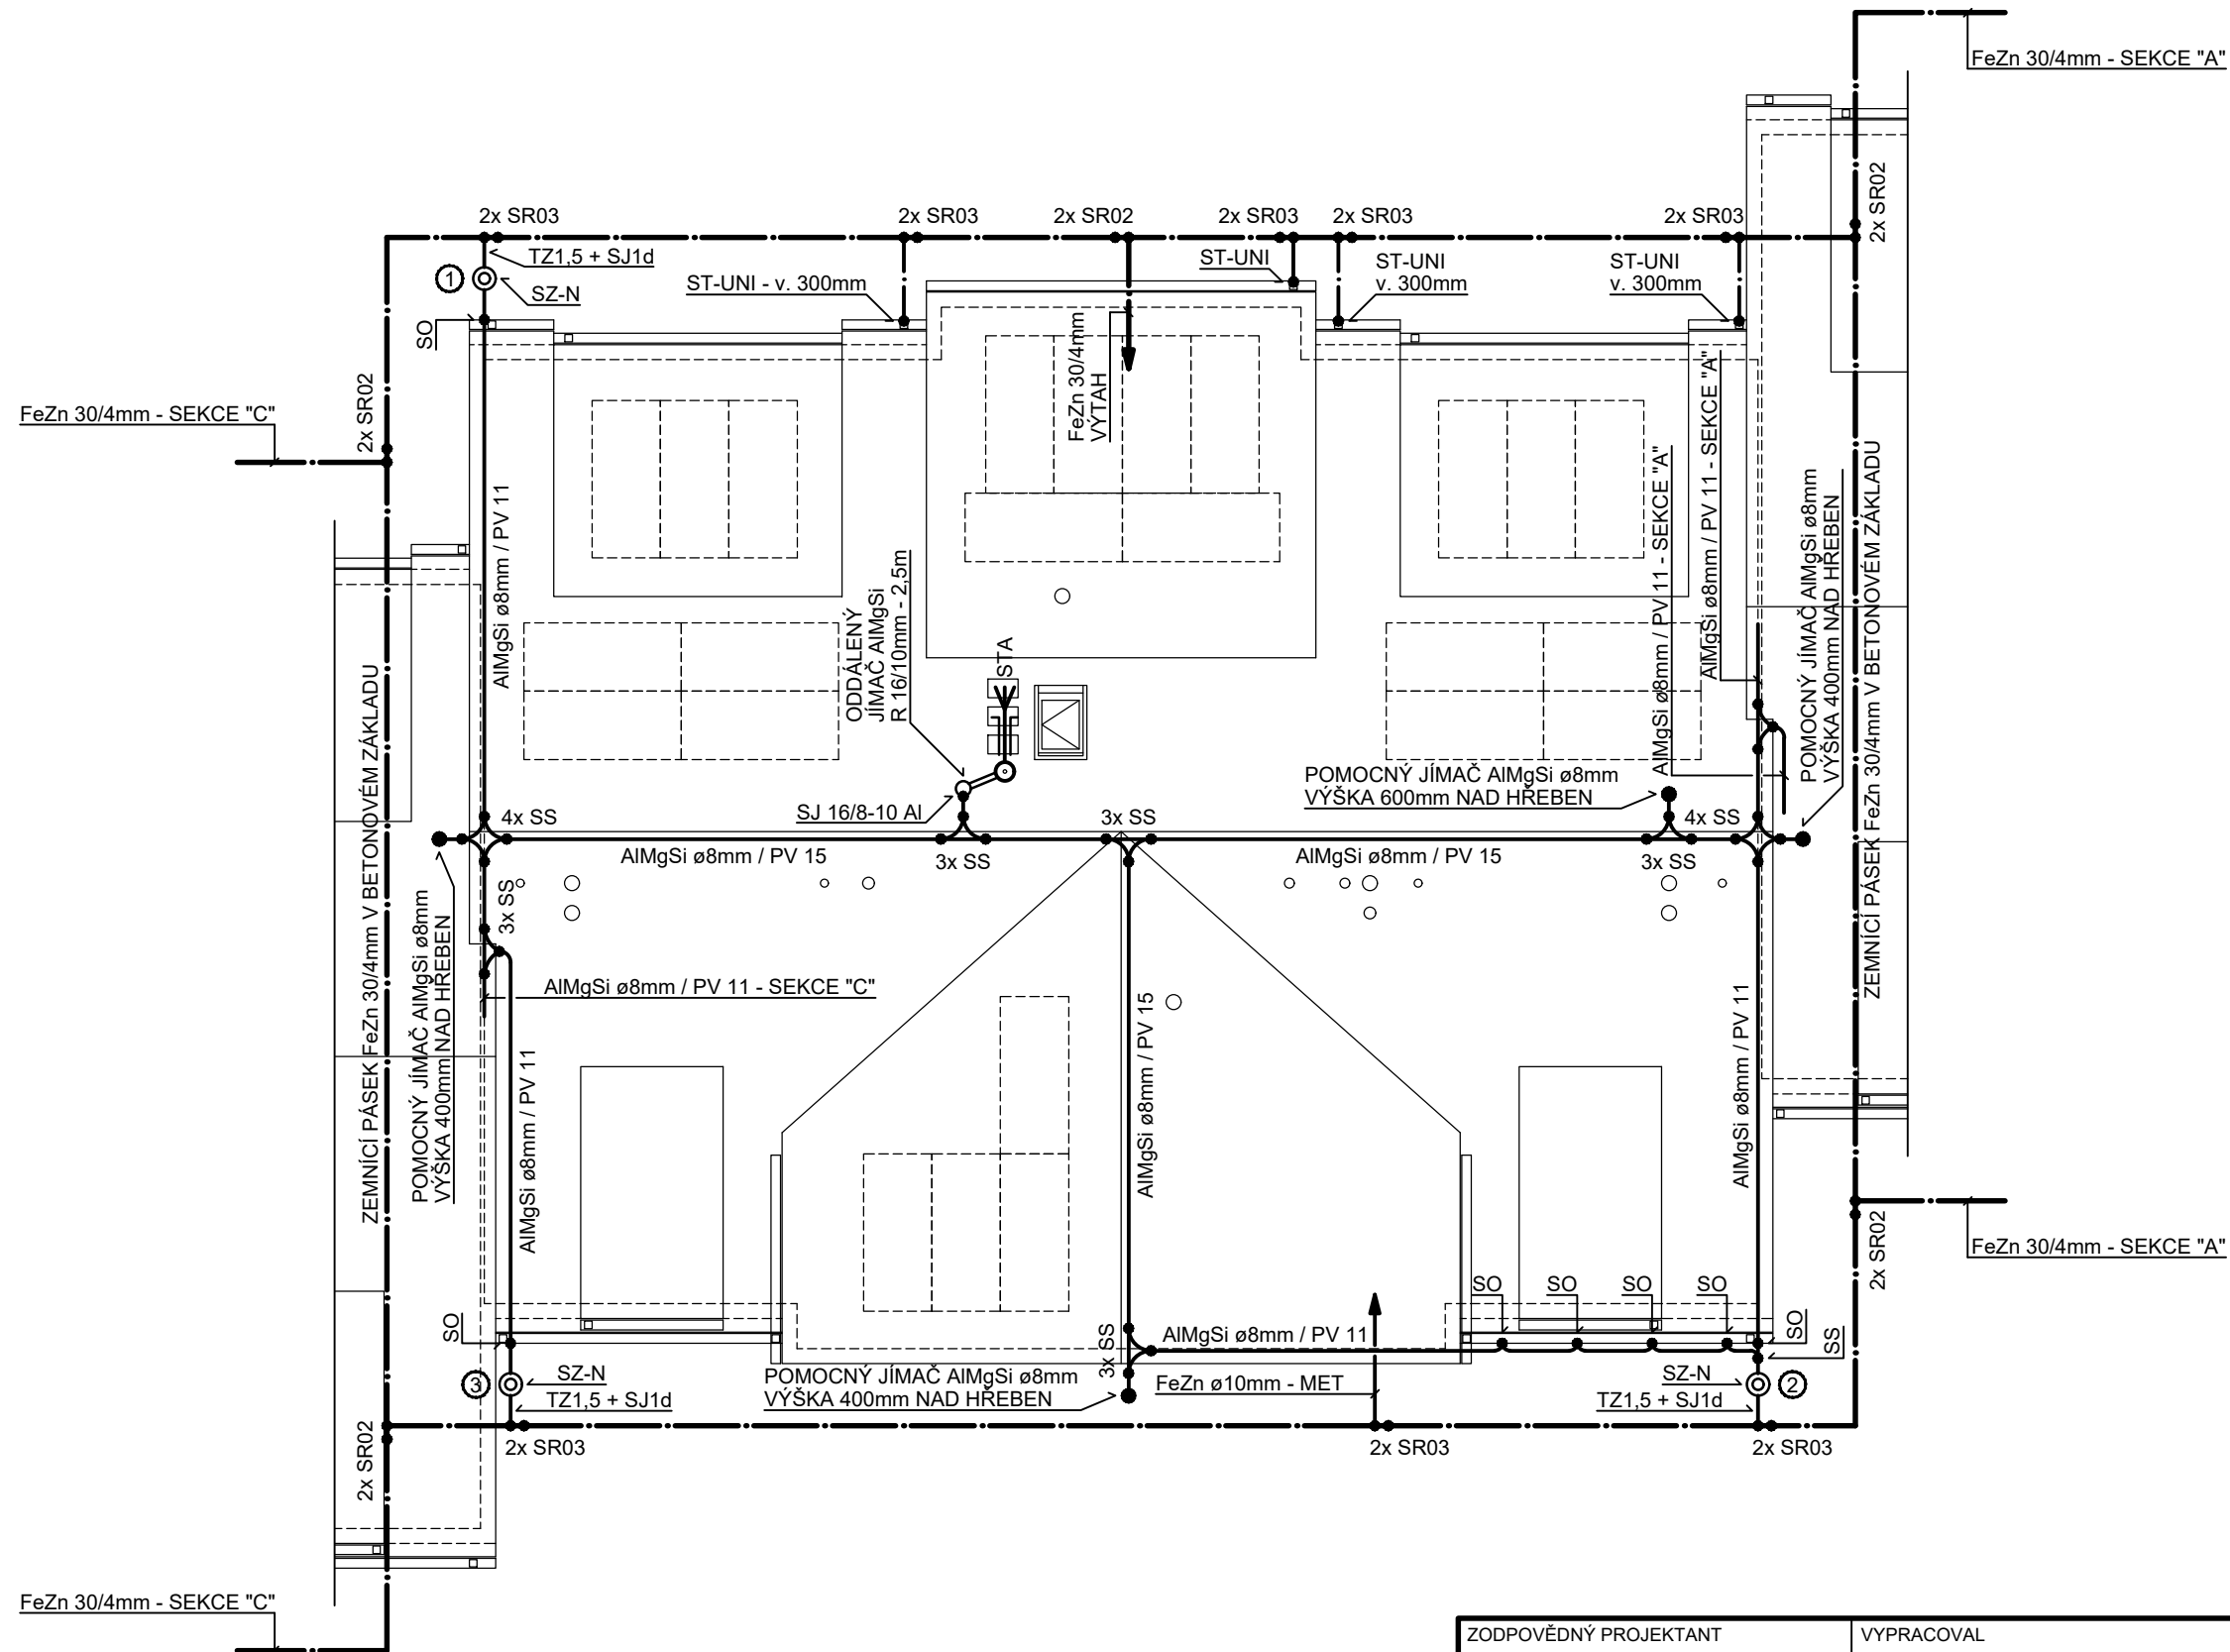 FeZn 30/4mm - SEKCE "A"
2x SR02
2x SR03
2x SR03
2x SR02
2x SR03
2x SR03
2x SR03
TZ1,5 + SJ1d
1
SZ-N
ST-UNI - v. 300mm
ST-UNI
ST-UNI
v. 300mm
ST-UNI
v. 300mm
SO
FeZn 30/4mm
VÝTAH
2x SR02
FeZn 30/4mm - SEKCE "C"
AlMgSi ø8mm / PV 11
AlMgSi ø8mm / PV 11 - SEKCE "A"
AlMgSi ø8mm / PV 11 - SEKCE "A"
POMOCNÝ JÍMAČ AlMgSi ø8mm
VÝŠKA 400mm NAD HŘEBEN
ZEMNÍCÍ PÁSEK FeZn 30/4mm V BETONOVÉM ZÁKLADU
ODDÁLENÝ
JÍMAČ AlMgSi
R 16/10mm - 2,5m
STA
POMOCNÝ JÍMAČ AlMgSi ø8mm
VÝŠKA 600mm NAD HŘEBEN
SJ 16/8-10 Al
4x SS
3x SS
4x SS
AlMgSi ø8mm / PV 15
3x SS
AlMgSi ø8mm / PV 15
3x SS
3x SS
ZEMNÍCÍ PÁSEK FeZn 30/4mm V BETONOVÉM ZÁKLADU
POMOCNÝ JÍMAČ AlMgSi ø8mm
VÝŠKA 400mm NAD HŘEBEN
AlMgSi ø8mm / PV 11 - SEKCE "C"
AlMgSi ø8mm / PV 11
AlMgSi ø8mm / PV 15
AlMgSi ø8mm / PV 11
2x SR02
FeZn 30/4mm - SEKCE "A"
SO
SO
SO
SO
SO
SO
SS
AlMgSi ø8mm / PV 11
3x SS
3
SZ-N
TZ1,5 + SJ1d
POMOCNÝ JÍMAČ AlMgSi ø8mm
VÝŠKA 400mm NAD HŘEBEN
FeZn ø10mm - MET
SZ-N
2
TZ1,5 + SJ1d
2x SR02
2x SR03
2x SR03
2x SR03
FeZn 30/4mm - SEKCE "C"
ZODPOVĚDNÝ PROJEKTANT
VYPRACOVAL